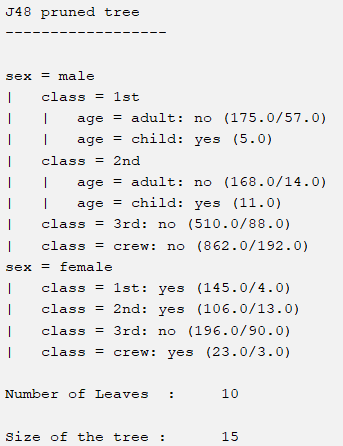 J48 pruned tree
------------------
sex = male
|   class = 1st
|   |   age = adult: no (175.0/57.0)
|   |   age = child: yes (5.0)
|   class = 2nd
|   |   age = adult: no (168.0/14.0)
|   |   age = child: yes (11.0)
|   class = 3rd: no (510.0/88.0)
|   class = crew: no (862.0/192.0)
sex = female
|   class = 1st: yes (145.0/4.0)
|   class = 2nd: yes (106.0/13.0)
|   class = 3rd: no (196.0/90.0)
|   class = crew: yes (23.0/3.0)
Number of Leaves  :     10
Size of the tree :      15